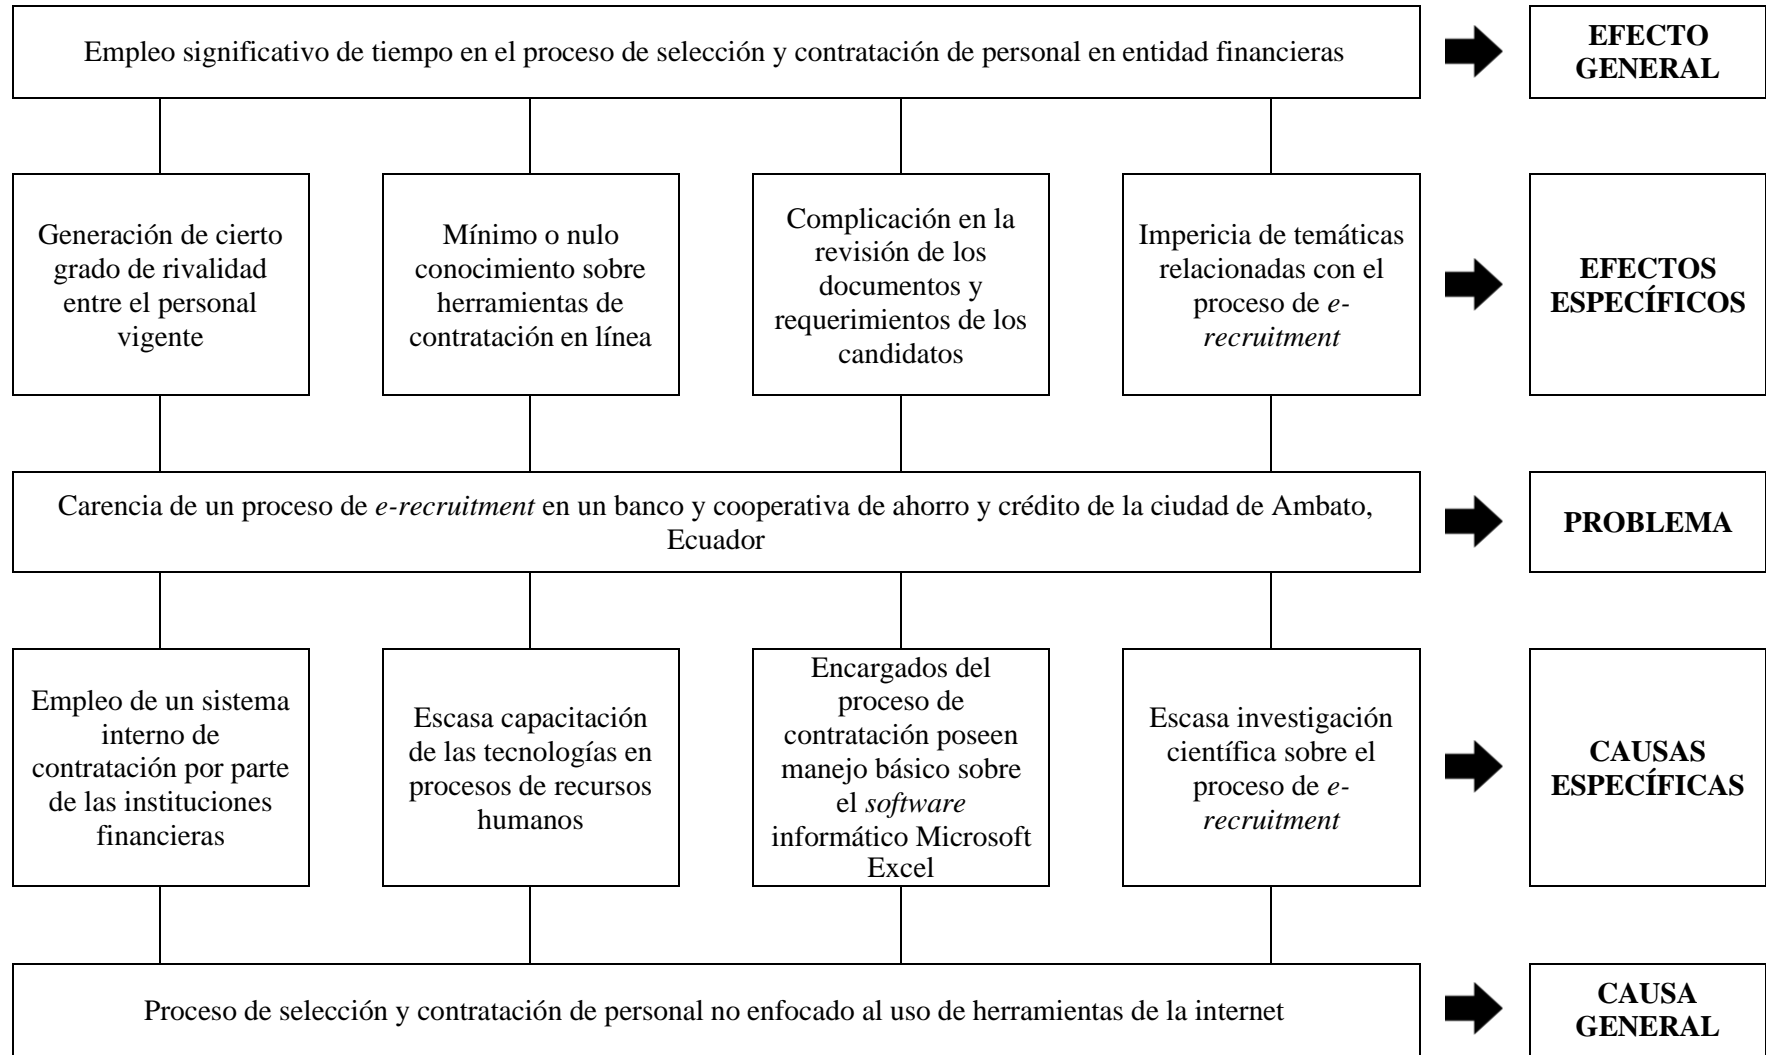 Empleo significativo de tiempo en el proceso de selección y contratación de personal en entidad financieras
EFECTO
GENERAL
Generación de cierto
grado de rivalidad
entre el personal
vigente
Mínimo o nulo
conocimiento sobre
herramientas de
contratación en línea
Complicación en la
revisión de los
documentos y
requerimientos de los
candidatos
Impericia de temáticas
relacionadas con el
proceso de e-
recruitment
EFECTOS
ESPECÍFICOS
Carencia de un proceso de e-recruitment en un banco y cooperativa de ahorro y crédito de la ciudad de Ambato,
Ecuador
PROBLEMA
Empleo de un sistema
interno de
contratación por parte
de las instituciones
financieras
Escasa capacitación
de las tecnologías en
procesos de recursos
humanos
Encargados del
proceso de
contratación poseen
manejo básico sobre
el software
informático Microsoft
Excel
Escasa investigación
científica sobre el
proceso de e-
recruitment
CAUSAS
ESPECÍFICAS
Proceso de selección y contratación de personal no enfocado al uso de herramientas de la internet
CAUSA
GENERAL